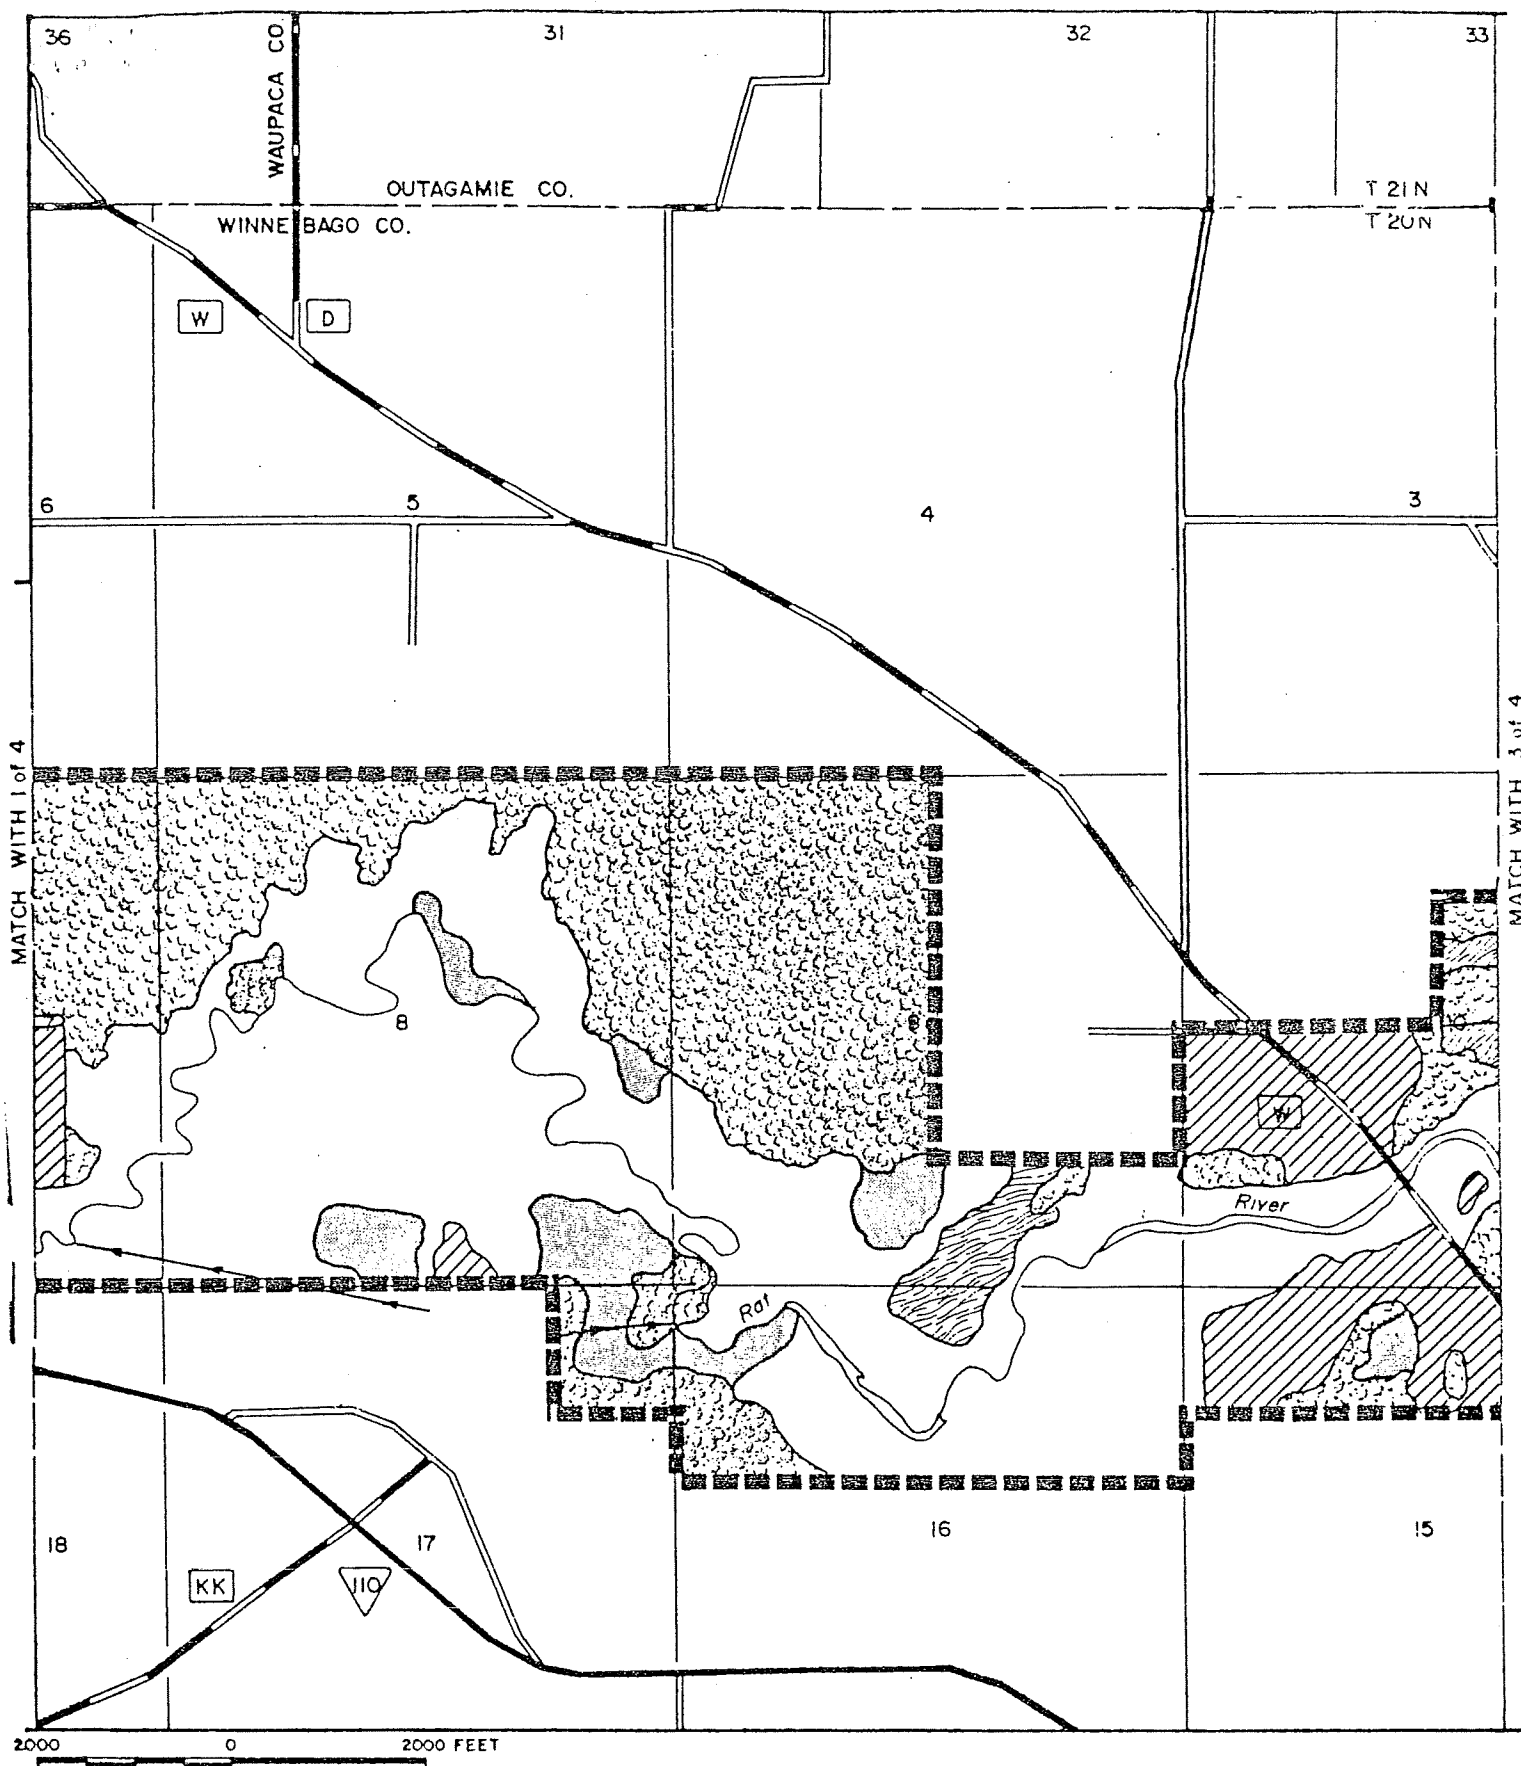 36
31
32
33
WAUPACA CO.
OUTAGAMIE CO.
T 21 N
WINNEBAGO CO.
T 20 N
W
D
6
5
4
3
MATCH WITH 1 of 4
MATCH WITH 3 of 4
8
9
10
W
River
Rat
18
17
16
15
KK
110
2000 0 2000 FEET